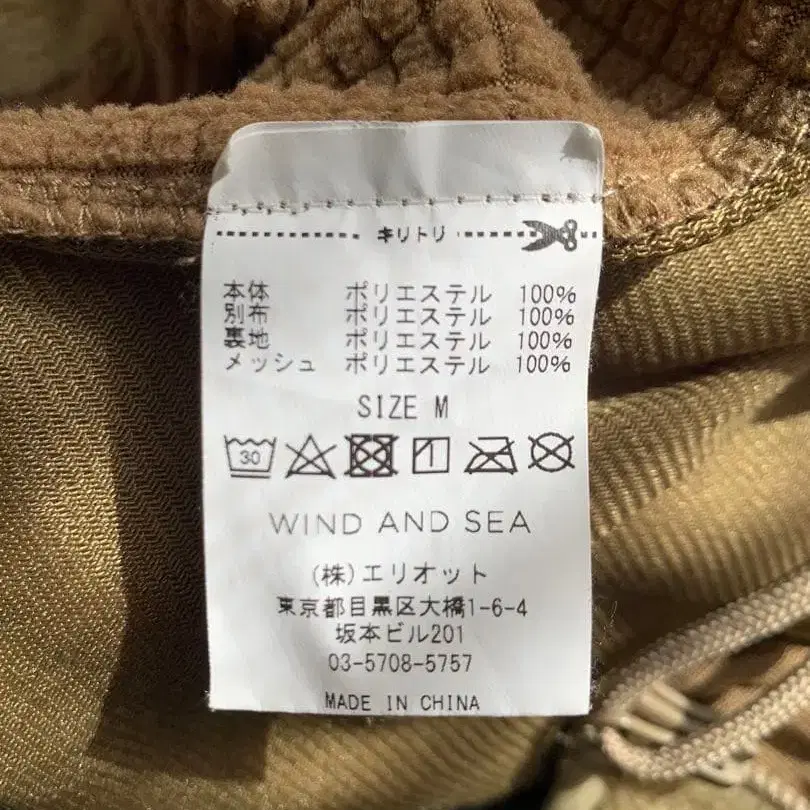 キリトリ
本体 ポリエステル 100%
別布 ポリエステル 100%
裏地 ポリエステル 100%
メッシュ ポリエステル 100%
SIZE M
30
WIND AND SEA
(株)エリオット
東京都目黒区大橋1-6-4
坂本ビル201
03-5708-5757
MADE IN CHINA